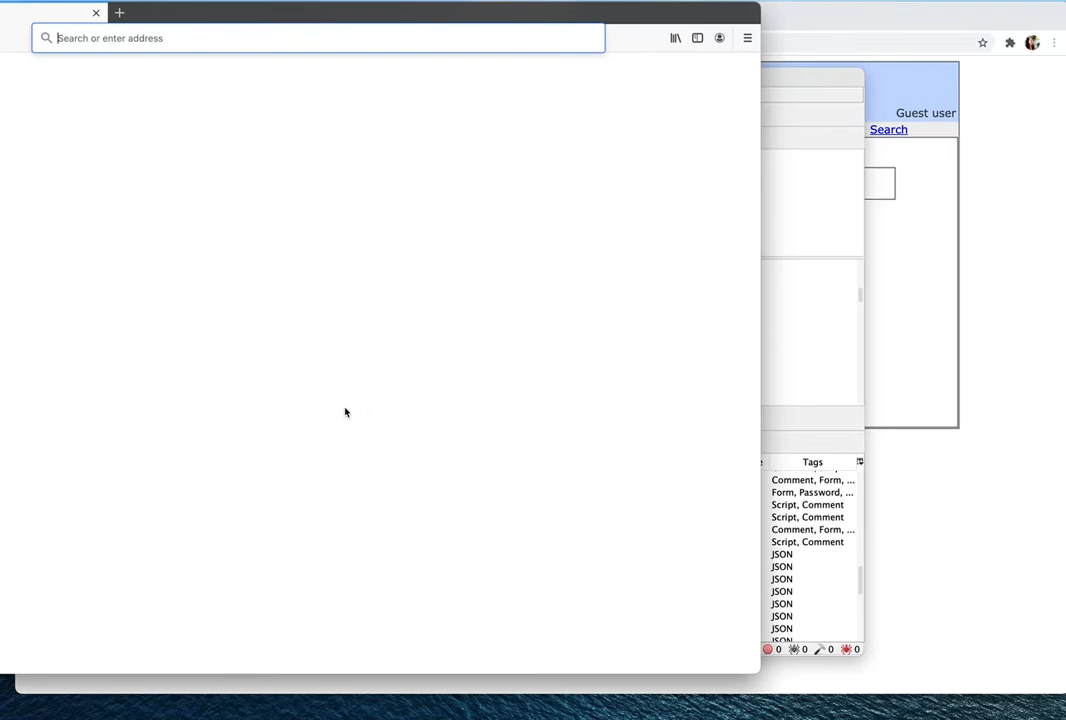 Search or enter address
Guest user
Search
Tags
Comment, Form, ...
Form, Password, ...
Script, Comment
Script, Comment
Comment, Form, ...
Script, Comment
JSON
JSON
JSON
JSON
JSON
JSON
JSON
JSON
0 0 0 0